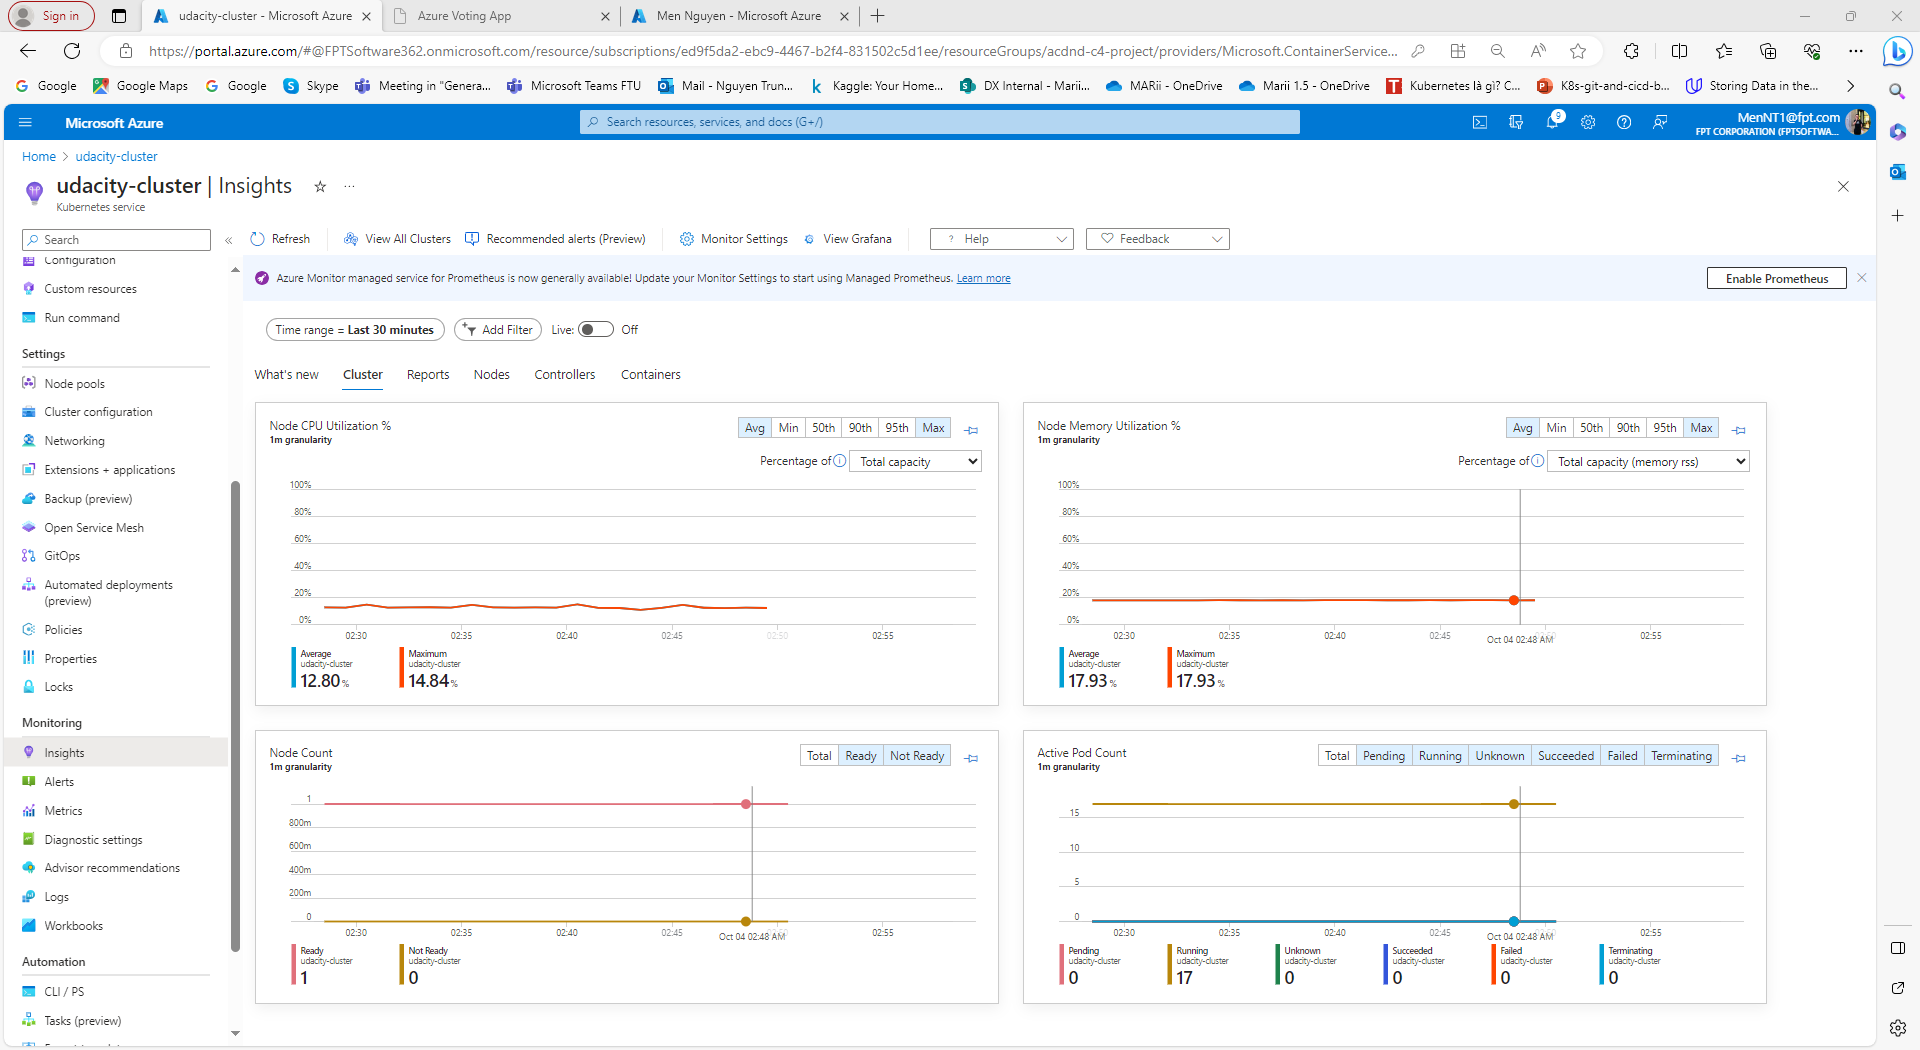 Sign in
udacity-cluster - Microsoft Azure
Azure Voting App
Men Nguyen - Microsoft Azure
https://portal.azure.com/#@FPTSoftware362.onmicrosoft.com/resource/subscriptions/ed9f5da2-ebc9-4467-b2f4-831502c5d1ee/resourceGroups/acdnd-c4-project/providers/Microsoft.ContainerService...
Google
Google Maps
Google
Skype
Meeting in "Genera...
Microsoft Teams FTU
Mail - Nguyen Trun...
Kaggle: Your Home...
DX Internal - Marii...
MARii - OneDrive
Marii 1.5 - OneDrive
Kubernetes là gì? C...
K8s-git-and-cicd-b...
Storing Data in the...
Microsoft Azure
Search resources, services, and docs (G+/)
9
MenNT1@fpt.com
FPT CORPORATION (FPTSOFTWA...
Home > udacity-cluster
udacity-cluster | Insights
...
Kubernetes service
Search
Refresh
View All Clusters
Recommended alerts (Preview)
Monitor Settings
View Grafana
? Help
Feedback
Azure Monitor managed service for Prometheus is now generally available! Update your Monitor Settings to start using Managed Prometheus. Learn more
Enable Prometheus
Configuration
Custom resources
Run command
Settings
Node pools
Cluster configuration
Networking
Extensions + applications
Backup (preview)
Open Service Mesh
GitOps
Automated deployments
(preview)
Policies
Properties
Locks
Monitoring
Insights
Alerts
Metrics
Diagnostic settings
Advisor recommendations
Logs
Workbooks
Automation
CLI / PS
Tasks (preview)
Time range = Last 30 minutes
Add Filter
Live:
Off
What's new
Cluster
Reports
Nodes
Controllers
Containers
Node CPU Utilization %
1m granularity
Avg Min 50th 90th 95th Max
Percentage of
Total capacity
100%
80%
60%
40%
20%
0%
02:30 02:35 02:40 02:45 02:50 02:55
Average
udacity-cluster
12.80 %
Maximum
udacity-cluster
14.84 %
Node Memory Utilization %
1m granularity
Avg Min 50th 90th 95th Max
Percentage of
Total capacity (memory rss)
100%
80%
60%
40%
20%
0%
02:30 02:35 02:40 02:45 Oct 04 02:48 AM 02:55
Average
udacity-cluster
17.93 %
Maximum
udacity-cluster
17.93 %
Node Count
1m granularity
Total Ready Not Ready
1
800m
600m
400m
200m
0
02:30 02:35 02:40 02:45 Oct 04 02:48 AM 02:55
Ready
udacity-cluster
1
Not Ready
udacity-cluster
0
Active Pod Count
1m granularity
Total Pending Running Unknown Succeeded Failed Terminating
15
10
5
0
02:30 02:35 02:40 02:45 Oct 04 02:48 AM 02:55
Pending
udacity-cluster
0
Running
udacity-cluster
17
Unknown
udacity-cluster
0
Succeeded
udacity-cluster
0
Failed
udacity-cluster
0
Terminating
udacity-cluster
0